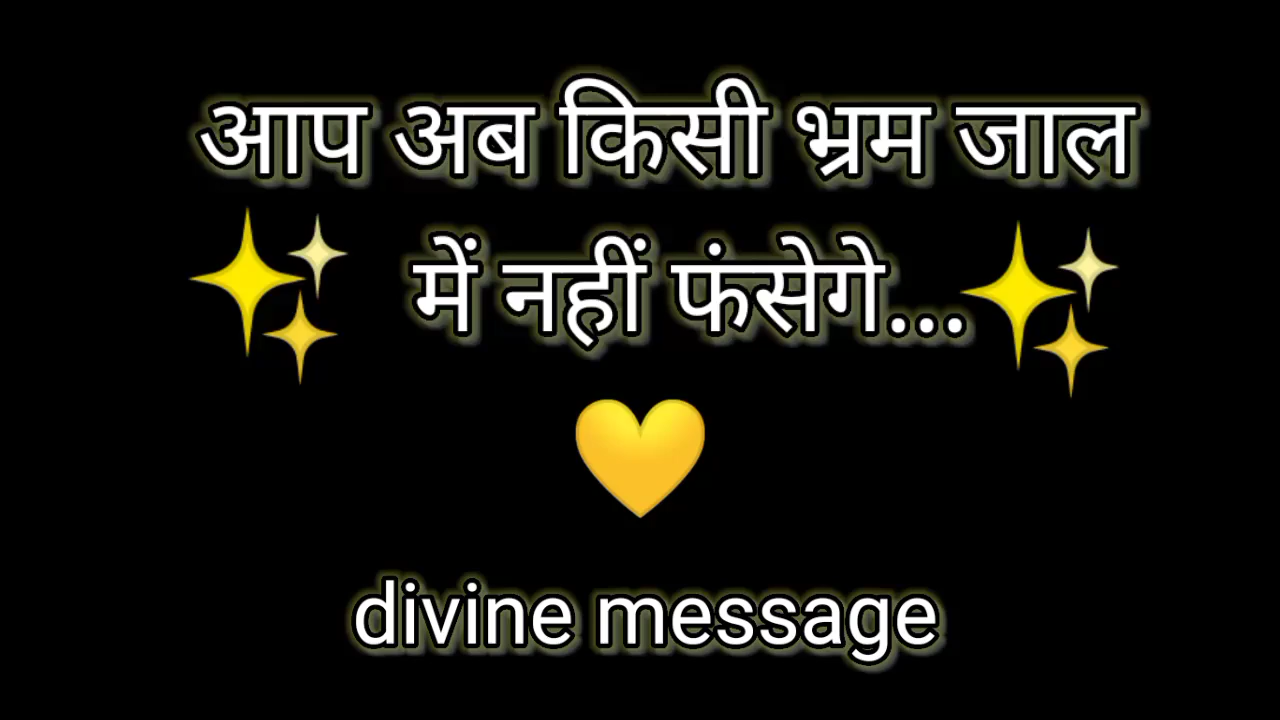 आप अब किसी भ्रम जाल
✨ में नहीं फंसेगे...✨
💛
divine message